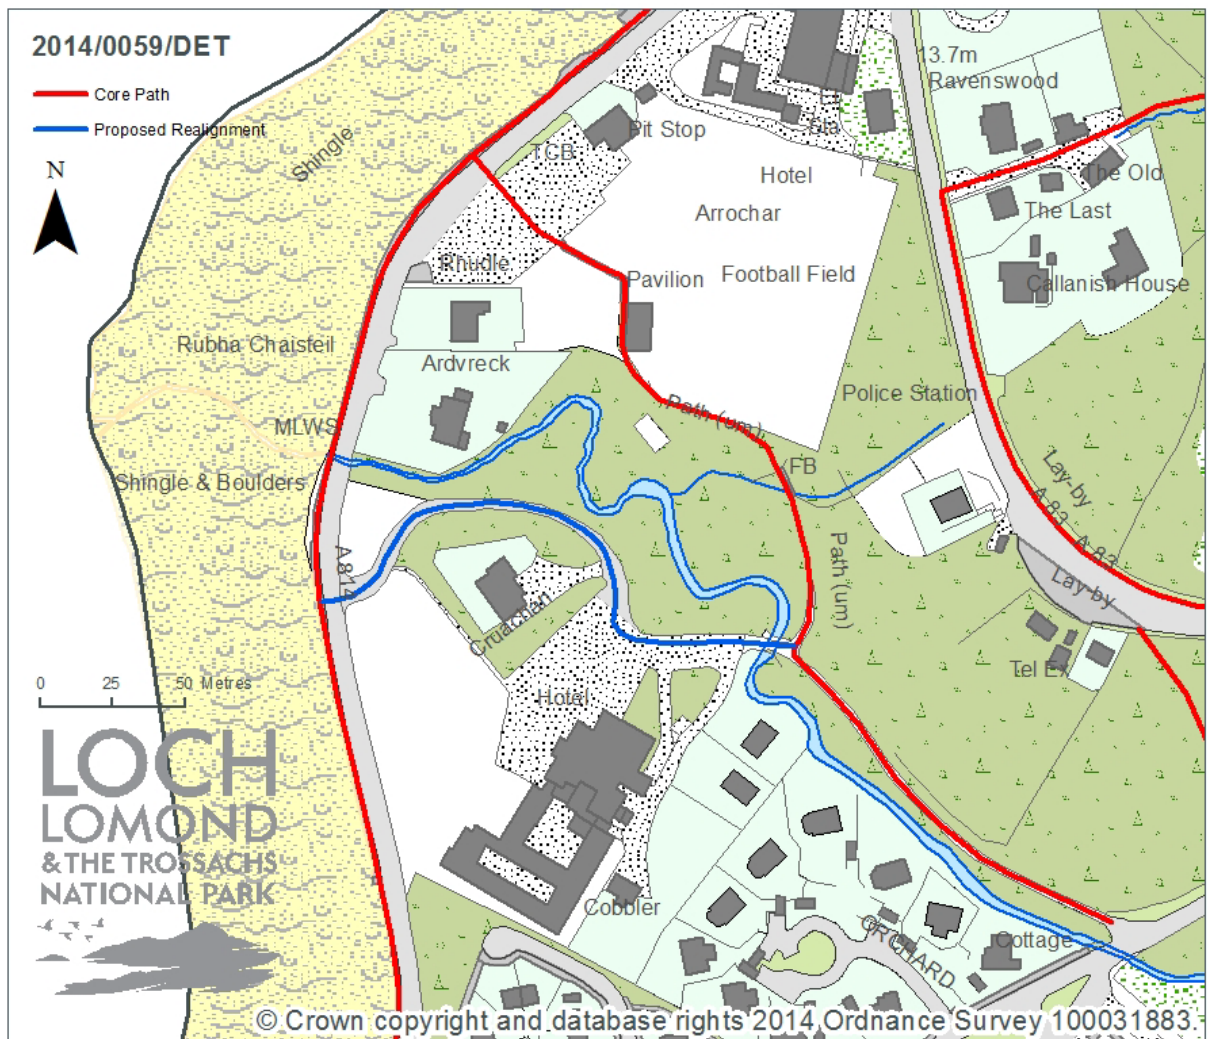 2014/0059/DET
Core Path
Proposed Realignment
N
Shingle
13.7m
Ravenswood
Pit Stop
Sta
TCB
Hotel
The Old
Arrochar
The Last
Rhudle
Pavilion
Football Field
Callanish House
Rubha Chaisteil
Ardvreck
Police Station
Path (um)
MLWS
FB
Shingle & Boulders
Lay-by
A 83
A 83
A814
Path (um)
Lay-by
Cruachan
Tel Ex
0 25 50 Metres
Hotel
LOCH
LOMOND
& THE TROSSACHS
NATIONAL PARK
Cobbler
ORCHARD
Cottage
© Crown copyright and database rights 2014 Ordnance Survey 100031883.